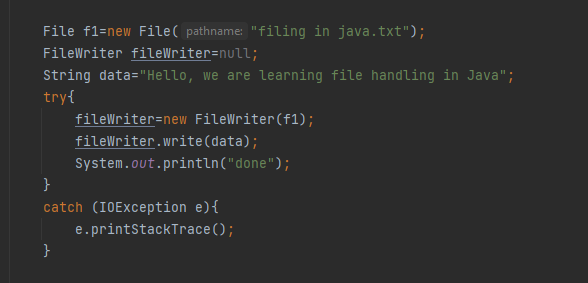 File f1=new File( pathname: "filing in java.txt");
FileWriter fileWriter=null;
String data="Hello, we are learning file handling in Java";
try{
fileWriter=new FileWriter(f1);
fileWriter.write(data);
System.out.println("done");
}
catch (IOException e){
e.printStackTrace();
}